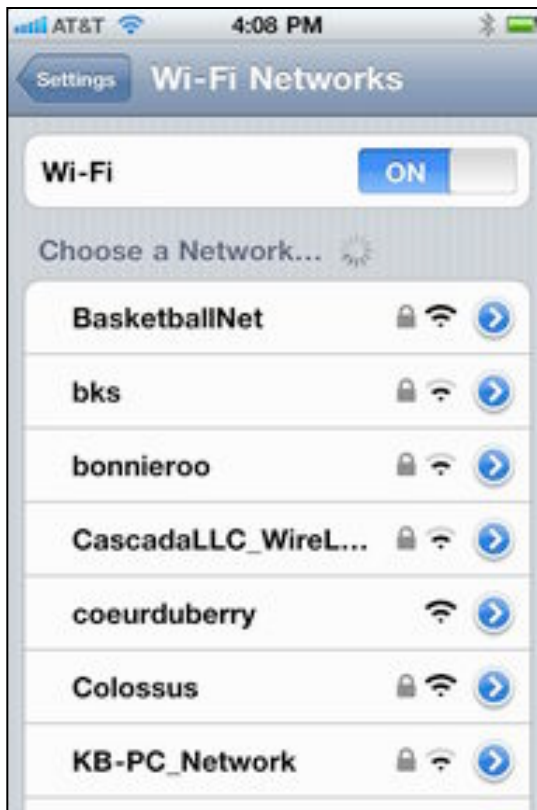 AT&T 4:08 PM
Settings Wi-Fi Networks
Wi-Fi ON
Choose a Network...
BasketballNet
bks
bonnieroo
CascadaLLC_WireL...
coeurduberry
Colossus
KB-PC_Network